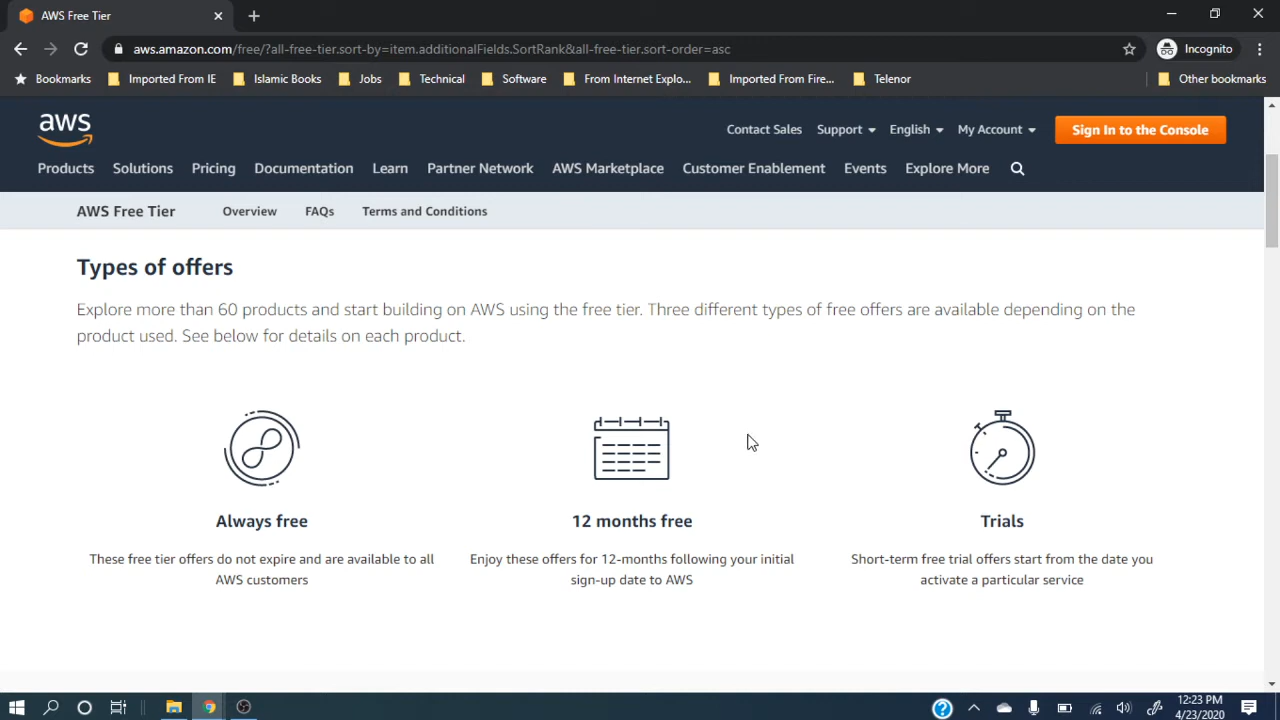 AWS Free Tier
aws.amazon.com/free/?all-free-tier.sort-by=item.additionalFields.SortRank&all-free-tier.sort-order=asc
Incognito
Bookmarks Imported From IE Islamic Books Jobs Technical Software From Internet Explo... Imported From Fire... Telenor Other bookmarks
aws
Contact Sales Support English My Account Sign In to the Console
Products Solutions Pricing Documentation Learn Partner Network AWS Marketplace Customer Enablement Events Explore More
AWS Free Tier Overview FAQs Terms and Conditions
Types of offers
Explore more than 60 products and start building on AWS using the free tier. Three different types of free offers are available depending on the
product used. See below for details on each product.
Always free
These free tier offers do not expire and are available to all
AWS customers
12 months free
Enjoy these offers for 12-months following your initial
sign-up date to AWS
Trials
Short-term free trial offers start from the date you
activate a particular service
12:23 PM
4/23/2020